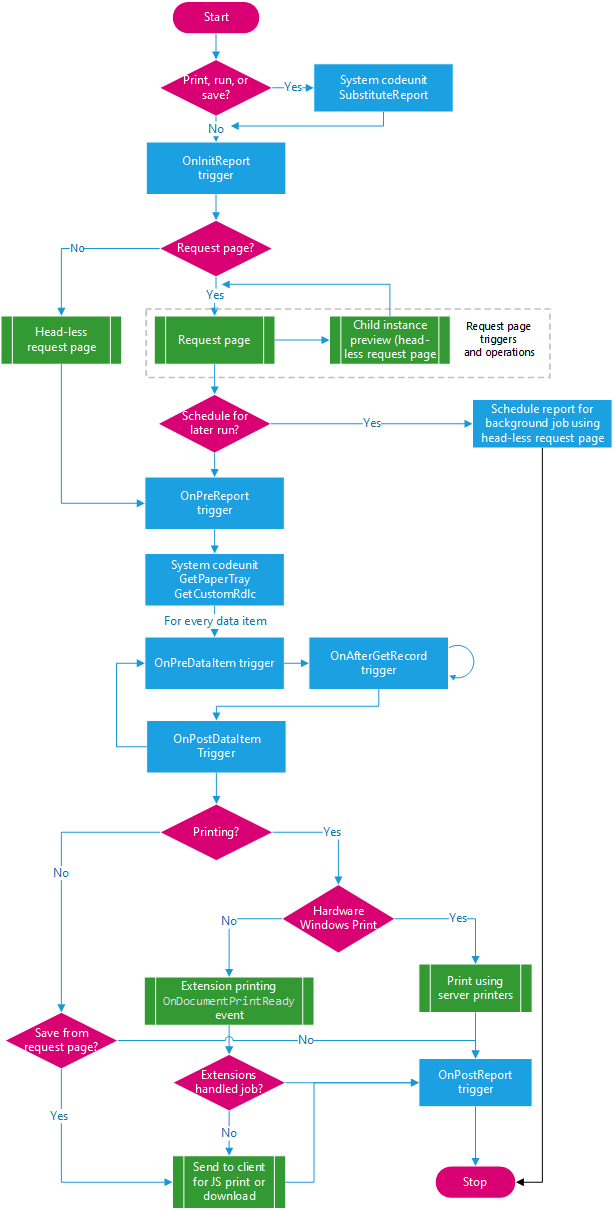 Start
Print, run, or
save?
Yes
System codeunit
SubstituteReport
No
OnInitReport
trigger
Request page?
No
Yes
Head-less
request page
Request page
Child instance
preview (head-
less request page
Request page
triggers
and operations
Schedule for
later run?
Yes
Schedule report for
background job using
head-less request page
OnPreReport
trigger
System codeunit
GetPaperTray
GetCustomRdlc
For every data item
OnPreDataItem trigger
OnAfterGetRecord
trigger
OnPostDataItem
Trigger
Printing?
Yes
No
Hardware
Windows Print
No
Yes
Extension printing
OnDocumentPrintReady
event
Print using
server printers
Save from
request page?
No
Extensions
handled job?
OnPostReport
trigger
Yes
No
Send to client
for JS print or
download
Stop